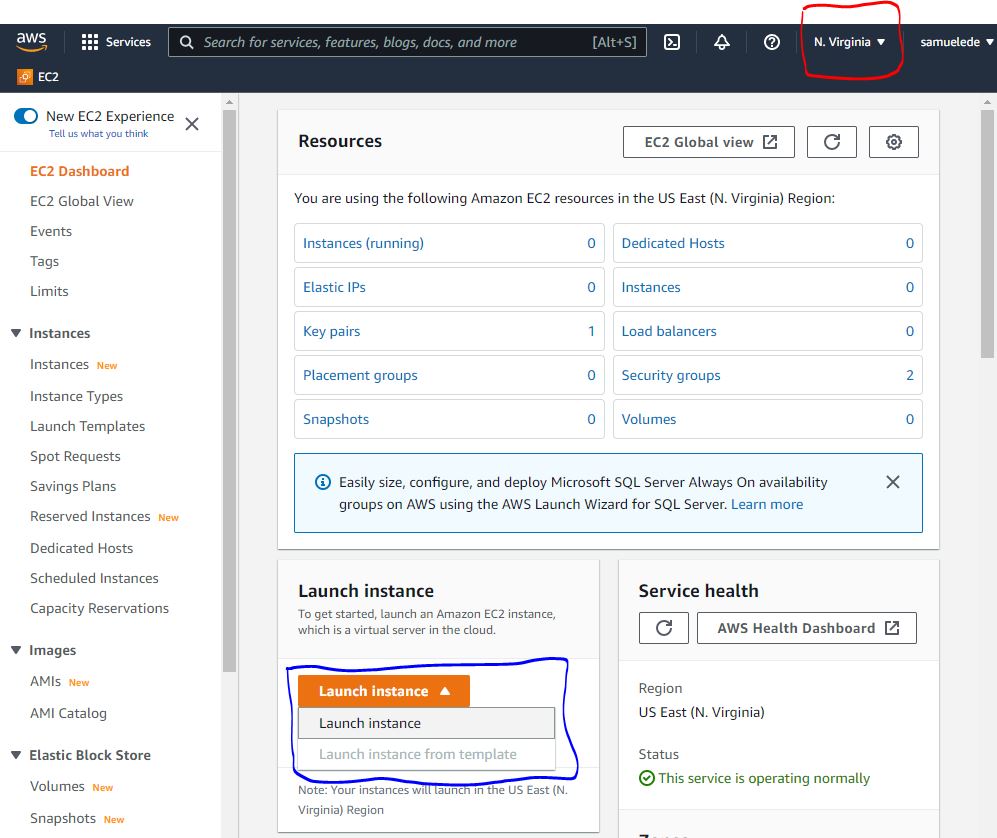 aws
Services
Search for services, features, blogs, docs, and more
[Alt+S]
N. Virginia
samuelede
EC2
New EC2 Experience
Tell us what you think
EC2 Dashboard
EC2 Global View
Events
Tags
Limits
Instances
Instances New
Instance Types
Launch Templates
Spot Requests
Savings Plans
Reserved Instances New
Dedicated Hosts
Scheduled Instances
Capacity Reservations
Images
AMIs New
AMI Catalog
Elastic Block Store
Volumes New
Snapshots New
Resources
EC2 Global view
You are using the following Amazon EC2 resources in the US East (N. Virginia) Region:
Instances (running) 0
Dedicated Hosts 0
Elastic IPs 0
Instances 0
Key pairs 1
Load balancers 0
Placement groups 0
Security groups 2
Snapshots 0
Volumes 0
Easily size, configure, and deploy Microsoft SQL Server Always On availability
groups on AWS using the AWS Launch Wizard for SQL Server. Learn more
Launch instance
To get started, launch an Amazon EC2 instance,
which is a virtual server in the cloud.
Launch instance
Launch instance
Launch instance from template
Note: Your instances will launch in the US East (N.
Virginia) Region
Service health
AWS Health Dashboard
Region
US East (N. Virginia)
Status
This service is operating normally